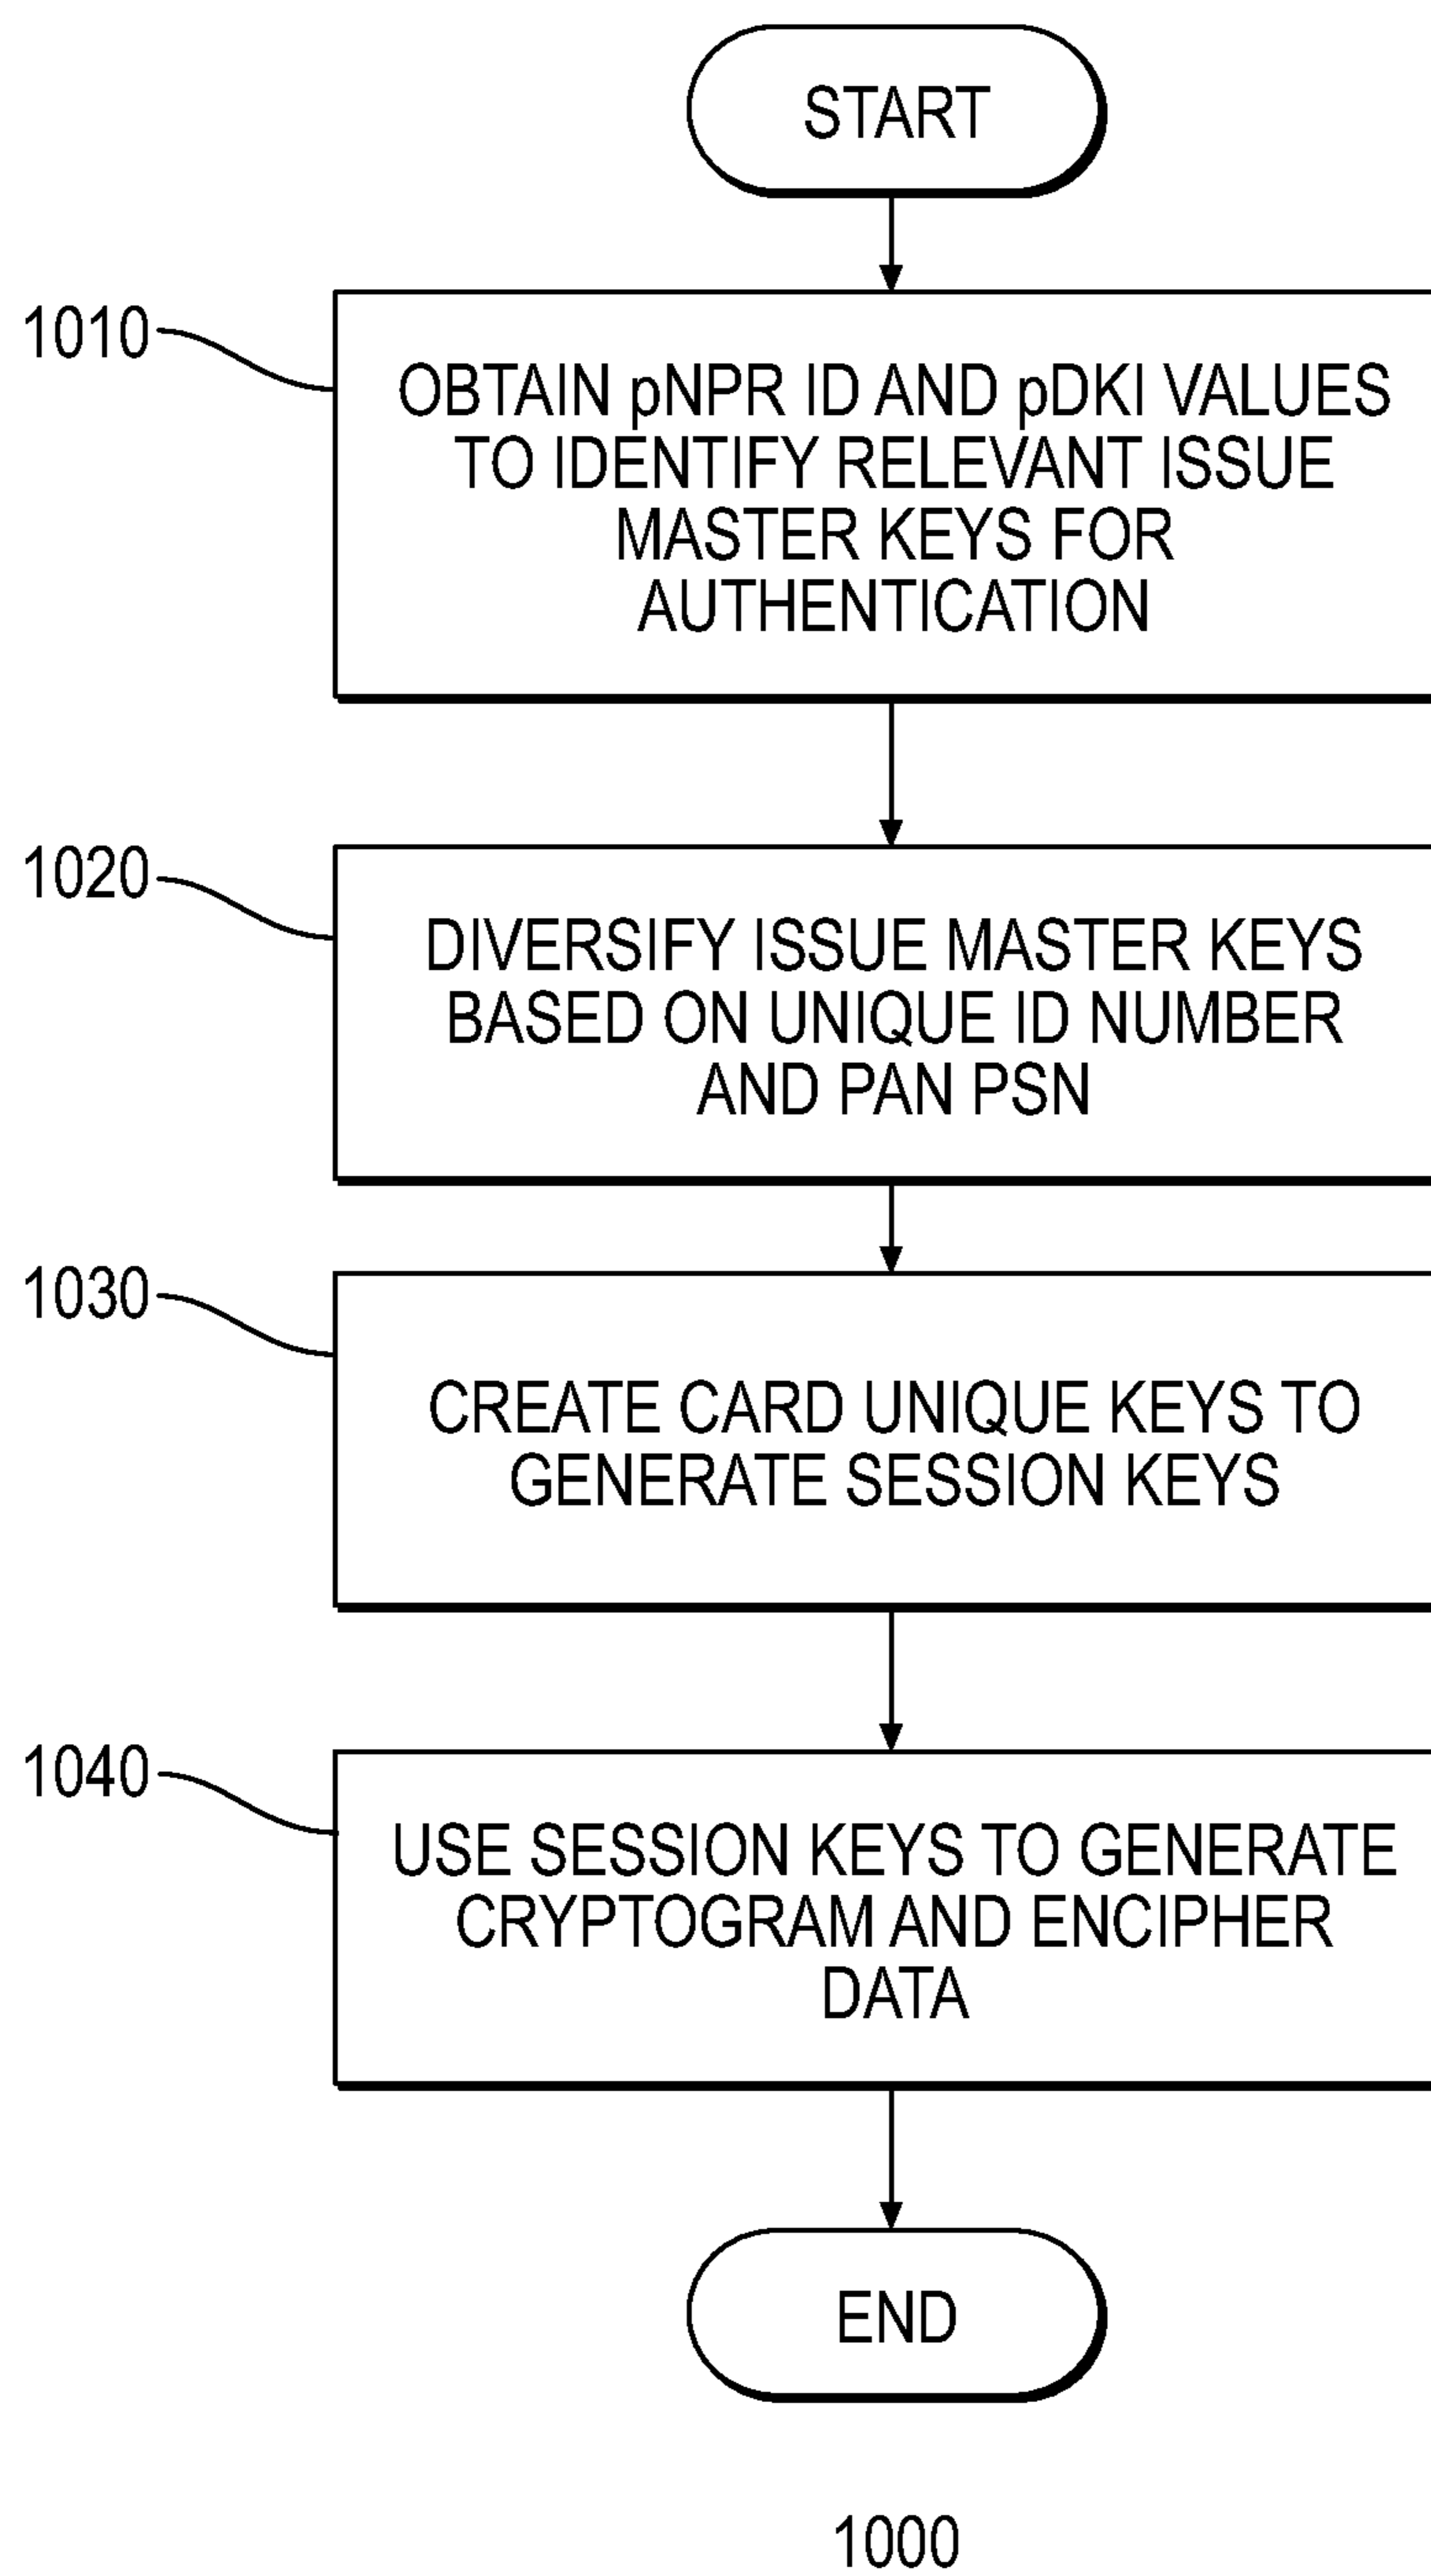 START
1010
OBTAIN pNPR ID AND pDKI VALUES
TO IDENTIFY RELEVANT ISSUE
MASTER KEYS FOR
AUTHENTICATION
1020
DIVERSIFY ISSUE MASTER KEYS
BASED ON UNIQUE ID NUMBER
AND PAN PSN
1030
CREATE CARD UNIQUE KEYS TO
GENERATE SESSION KEYS
1040
USE SESSION KEYS TO GENERATE
CRYPTOGRAM AND ENCIPHER
DATA
END
1000